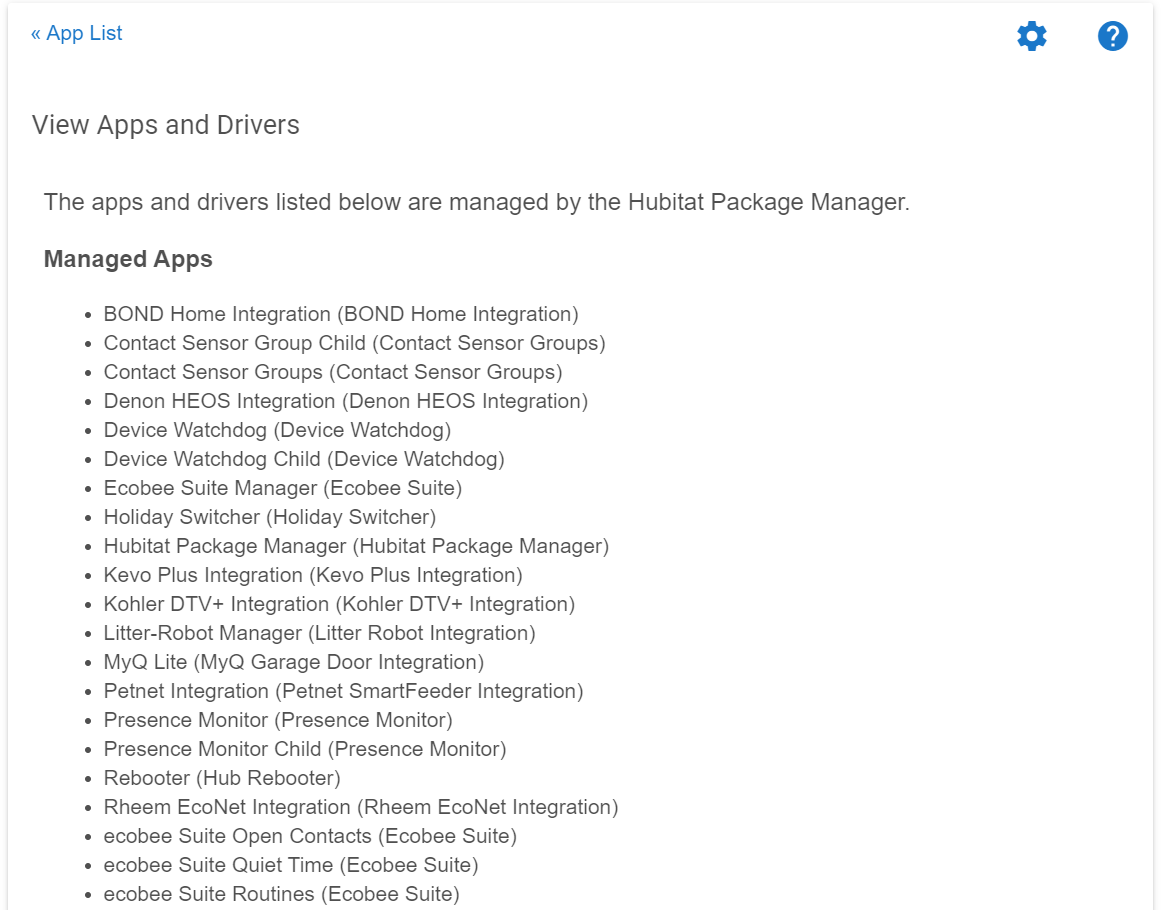 « App List
View Apps and Drivers
The apps and drivers listed below are managed by the Hubitat Package Manager.
Managed Apps
• BOND Home Integration (BOND Home Integration)
• Contact Sensor Group Child (Contact Sensor Groups)
• Contact Sensor Groups (Contact Sensor Groups)
• Denon HEOS Integration (Denon HEOS Integration)
• Device Watchdog (Device Watchdog)
• Device Watchdog Child (Device Watchdog)
• Ecobee Suite Manager (Ecobee Suite)
• Holiday Switcher (Holiday Switcher)
• Hubitat Package Manager (Hubitat Package Manager)
• Kevo Plus Integration (Kevo Plus Integration)
• Kohler DTV+ Integration (Kohler DTV+ Integration)
• Litter-Robot Manager (Litter Robot Integration)
• MyQ Lite (MyQ Garage Door Integration)
• Petnet Integration (Petnet SmartFeeder Integration)
• Presence Monitor (Presence Monitor)
• Presence Monitor Child (Presence Monitor)
• Rebooter (Hub Rebooter)
• Rheem EcoNet Integration (Rheem EcoNet Integration)
• ecobee Suite Open Contacts (Ecobee Suite)
• ecobee Suite Quiet Time (Ecobee Suite)
• ecobee Suite Routines (Ecobee Suite)